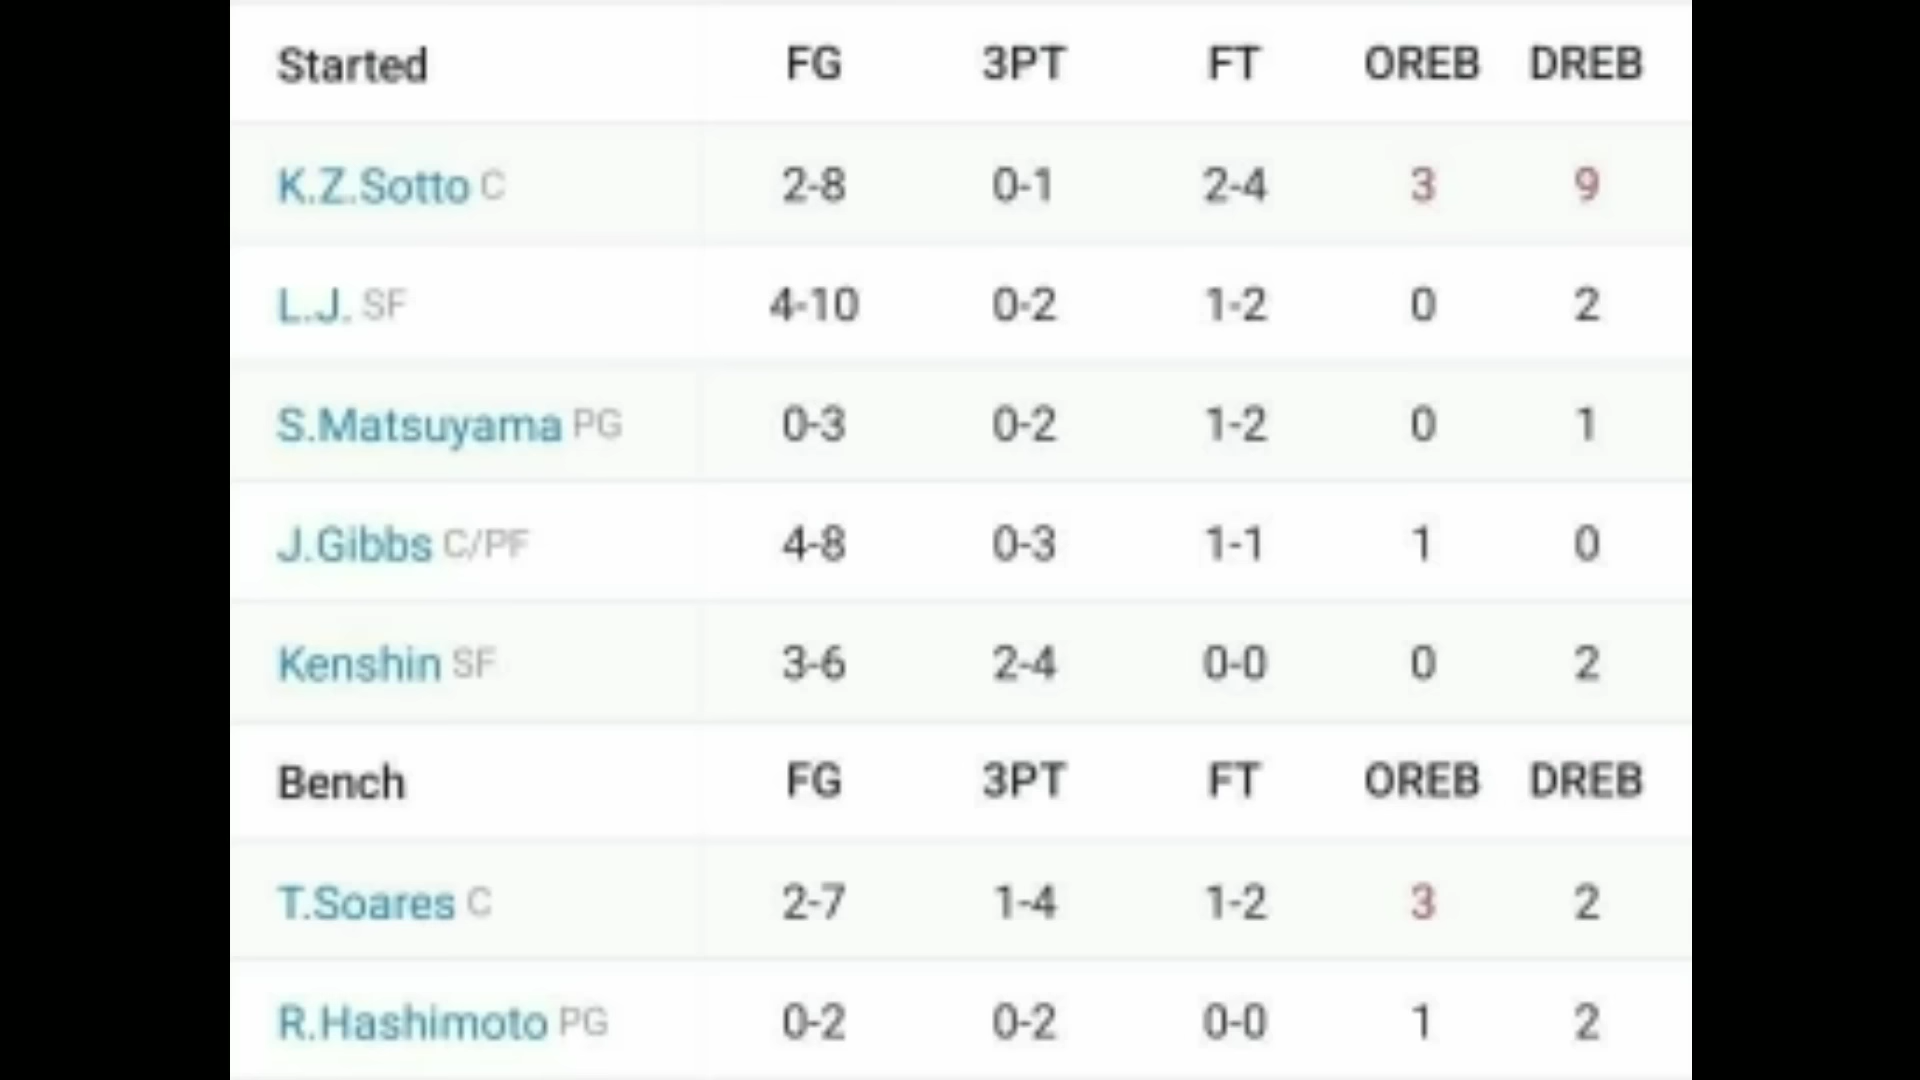 Started FG 3PT FT OREB DREB
K.Z.Sotto C 2-8 0-1 2-4 3 9
L.J. SF 4-10 0-2 1-2 0 2
S.Matsuyama PG 0-3 0-2 1-2 0 1
J.Gibbs C/PF 4-8 0-3 1-1 1 0
Kenshin SF 3-6 2-4 0-0 0 2
Bench FG 3PT FT OREB DREB
T.Soares C 2-7 1-4 1-2 3 2
R.Hashimoto PG 0-2 0-2 0-0 1 2